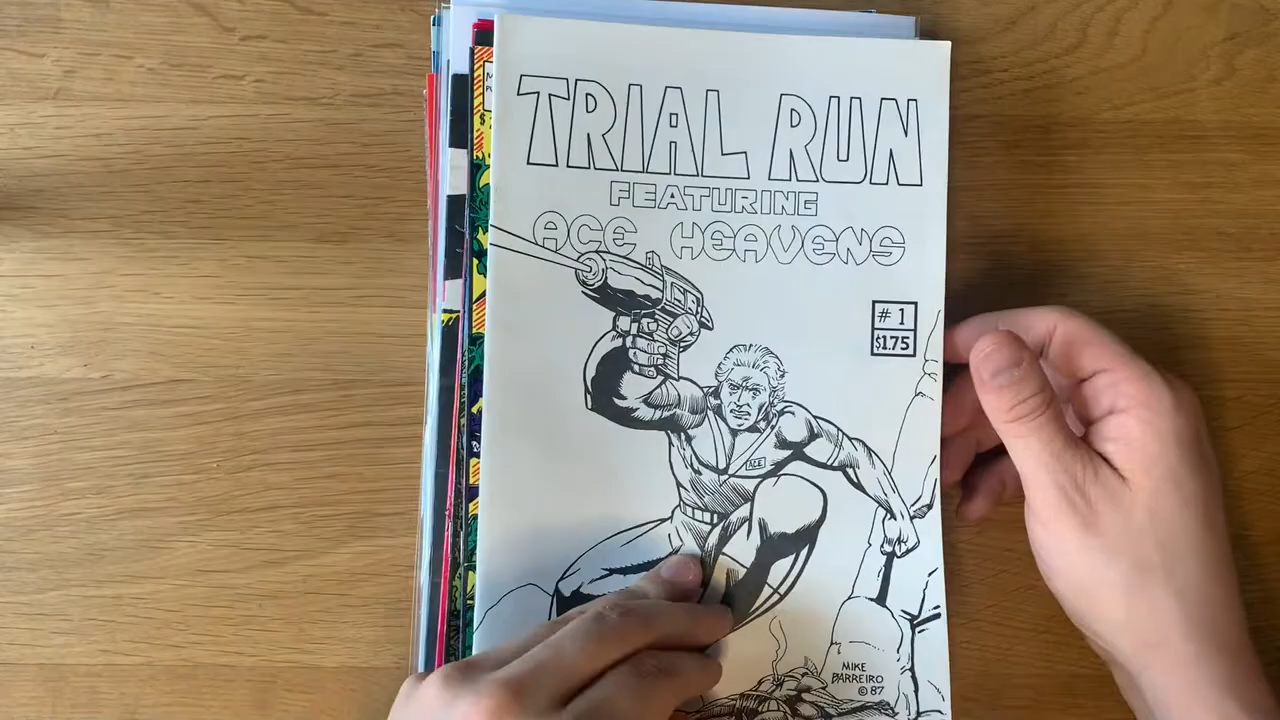 TRIAL RUN
FEATURING
ACE HEAVENS
# 1
$1.75
ACE
MIKE
BARREIRO
© 87